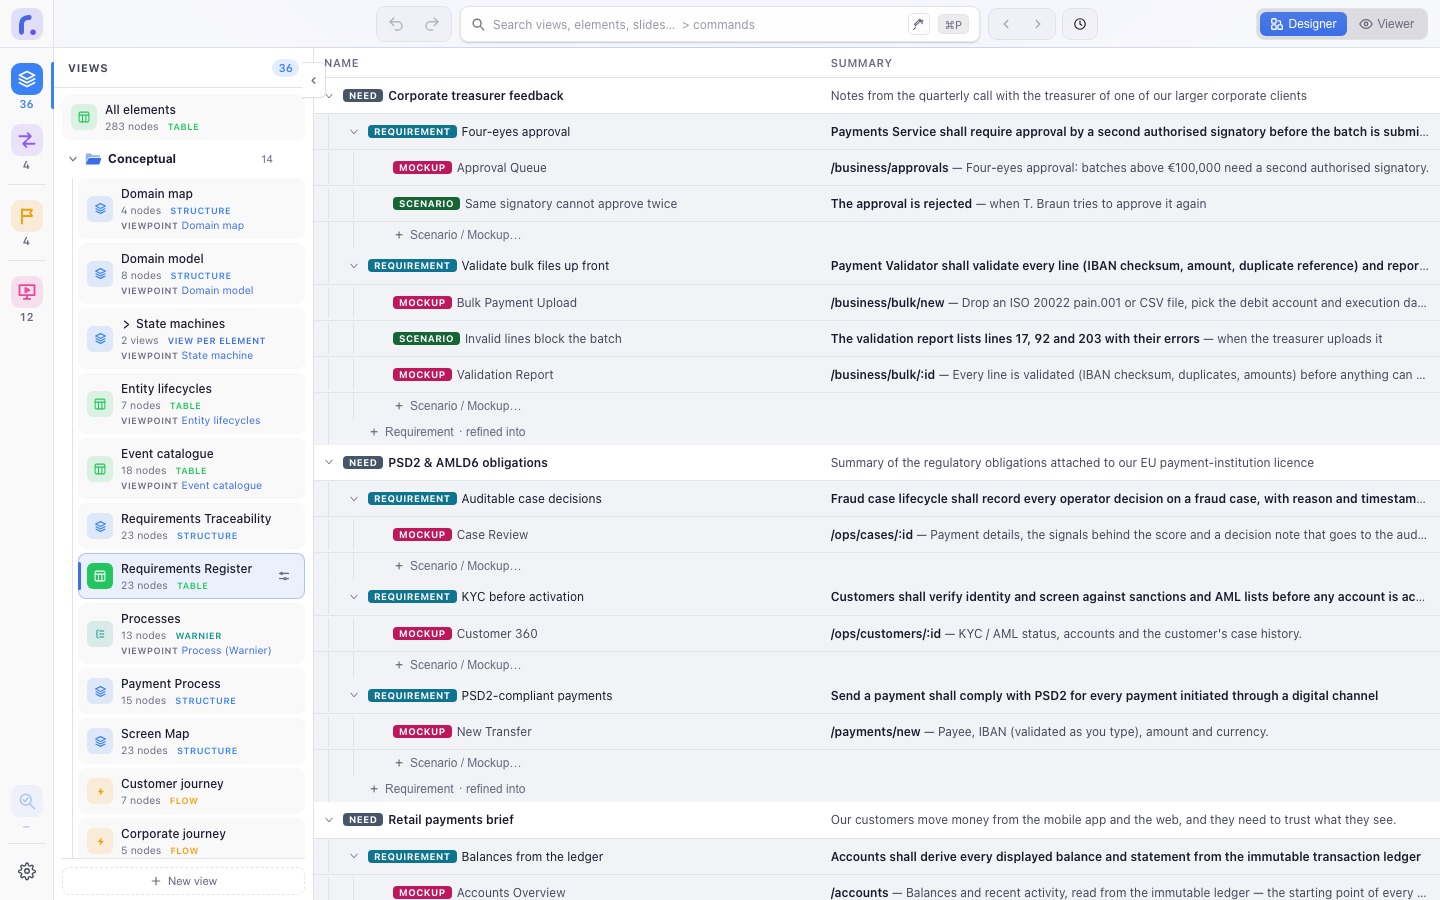 r.
Search views, elements, slides... > commands
⌘P
Designer
Viewer
36
4
4
12
–
VIEWS
36
All elements
283 nodes TABLE
Conceptual
14
Domain map
4 nodes STRUCTURE
VIEWPOINT Domain map
Domain model
8 nodes STRUCTURE
VIEWPOINT Domain model
State machines
2 views VIEW PER ELEMENT
VIEWPOINT State machine
Entity lifecycles
7 nodes TABLE
VIEWPOINT Entity lifecycles
Event catalogue
18 nodes TABLE
VIEWPOINT Event catalogue
Requirements Traceability
23 nodes STRUCTURE
Requirements Register
23 nodes TABLE
Processes
13 nodes WARNIER
VIEWPOINT Process (Warnier)
Payment Process
15 nodes STRUCTURE
Screen Map
23 nodes STRUCTURE
Customer journey
7 nodes FLOW
Corporate journey
5 nodes FLOW
+ New view
NAME SUMMARY
NEED Corporate treasurer feedback Notes from the quarterly call with the treasurer of one of our larger corporate clients
REQUIREMENT Four-eyes approval Payments Service shall require approval by a second authorised signatory before the batch is submi...
MOCKUP Approval Queue /business/approvals — Four-eyes approval: batches above €100,000 need a second authorised signatory.
SCENARIO Same signatory cannot approve twice The approval is rejected — when T. Braun tries to approve it again
+ Scenario / Mockup...
REQUIREMENT Validate bulk files up front Payment Validator shall validate every line (IBAN checksum, amount, duplicate reference) and repor...
MOCKUP Bulk Payment Upload /business/bulk/new — Drop an ISO 20022 pain.001 or CSV file, pick the debit account and execution da...
SCENARIO Invalid lines block the batch The validation report lists lines 17, 92 and 203 with their errors — when the treasurer uploads it
MOCKUP Validation Report /business/bulk/:id — Every line is validated (IBAN checksum, duplicates, amounts) before anything can ...
+ Scenario / Mockup...
+ Requirement · refined into
NEED PSD2 & AMLD6 obligations Summary of the regulatory obligations attached to our EU payment-institution licence
REQUIREMENT Auditable case decisions Fraud case lifecycle shall record every operator decision on a fraud case, with reason and timestam...
MOCKUP Case Review /ops/cases/:id — Payment details, the signals behind the score and a decision note that goes to the aud...
+ Scenario / Mockup...
REQUIREMENT KYC before activation Customers shall verify identity and screen against sanctions and AML lists before any account is ac...
MOCKUP Customer 360 /ops/customers/:id — KYC / AML status, accounts and the customer's case history.
+ Scenario / Mockup...
REQUIREMENT PSD2-compliant payments Send a payment shall comply with PSD2 for every payment initiated through a digital channel
MOCKUP New Transfer /payments/new — Payee, IBAN (validated as you type), amount and currency.
+ Scenario / Mockup...
+ Requirement · refined into
NEED Retail payments brief Our customers move money from the mobile app and the web, and they need to trust what they see.
REQUIREMENT Balances from the ledger Accounts shall derive every displayed balance and statement from the immutable transaction ledger
MOCKUP Accounts Overview /accounts — Balances and recent activity, read from the immutable ledger — the starting point of every ...